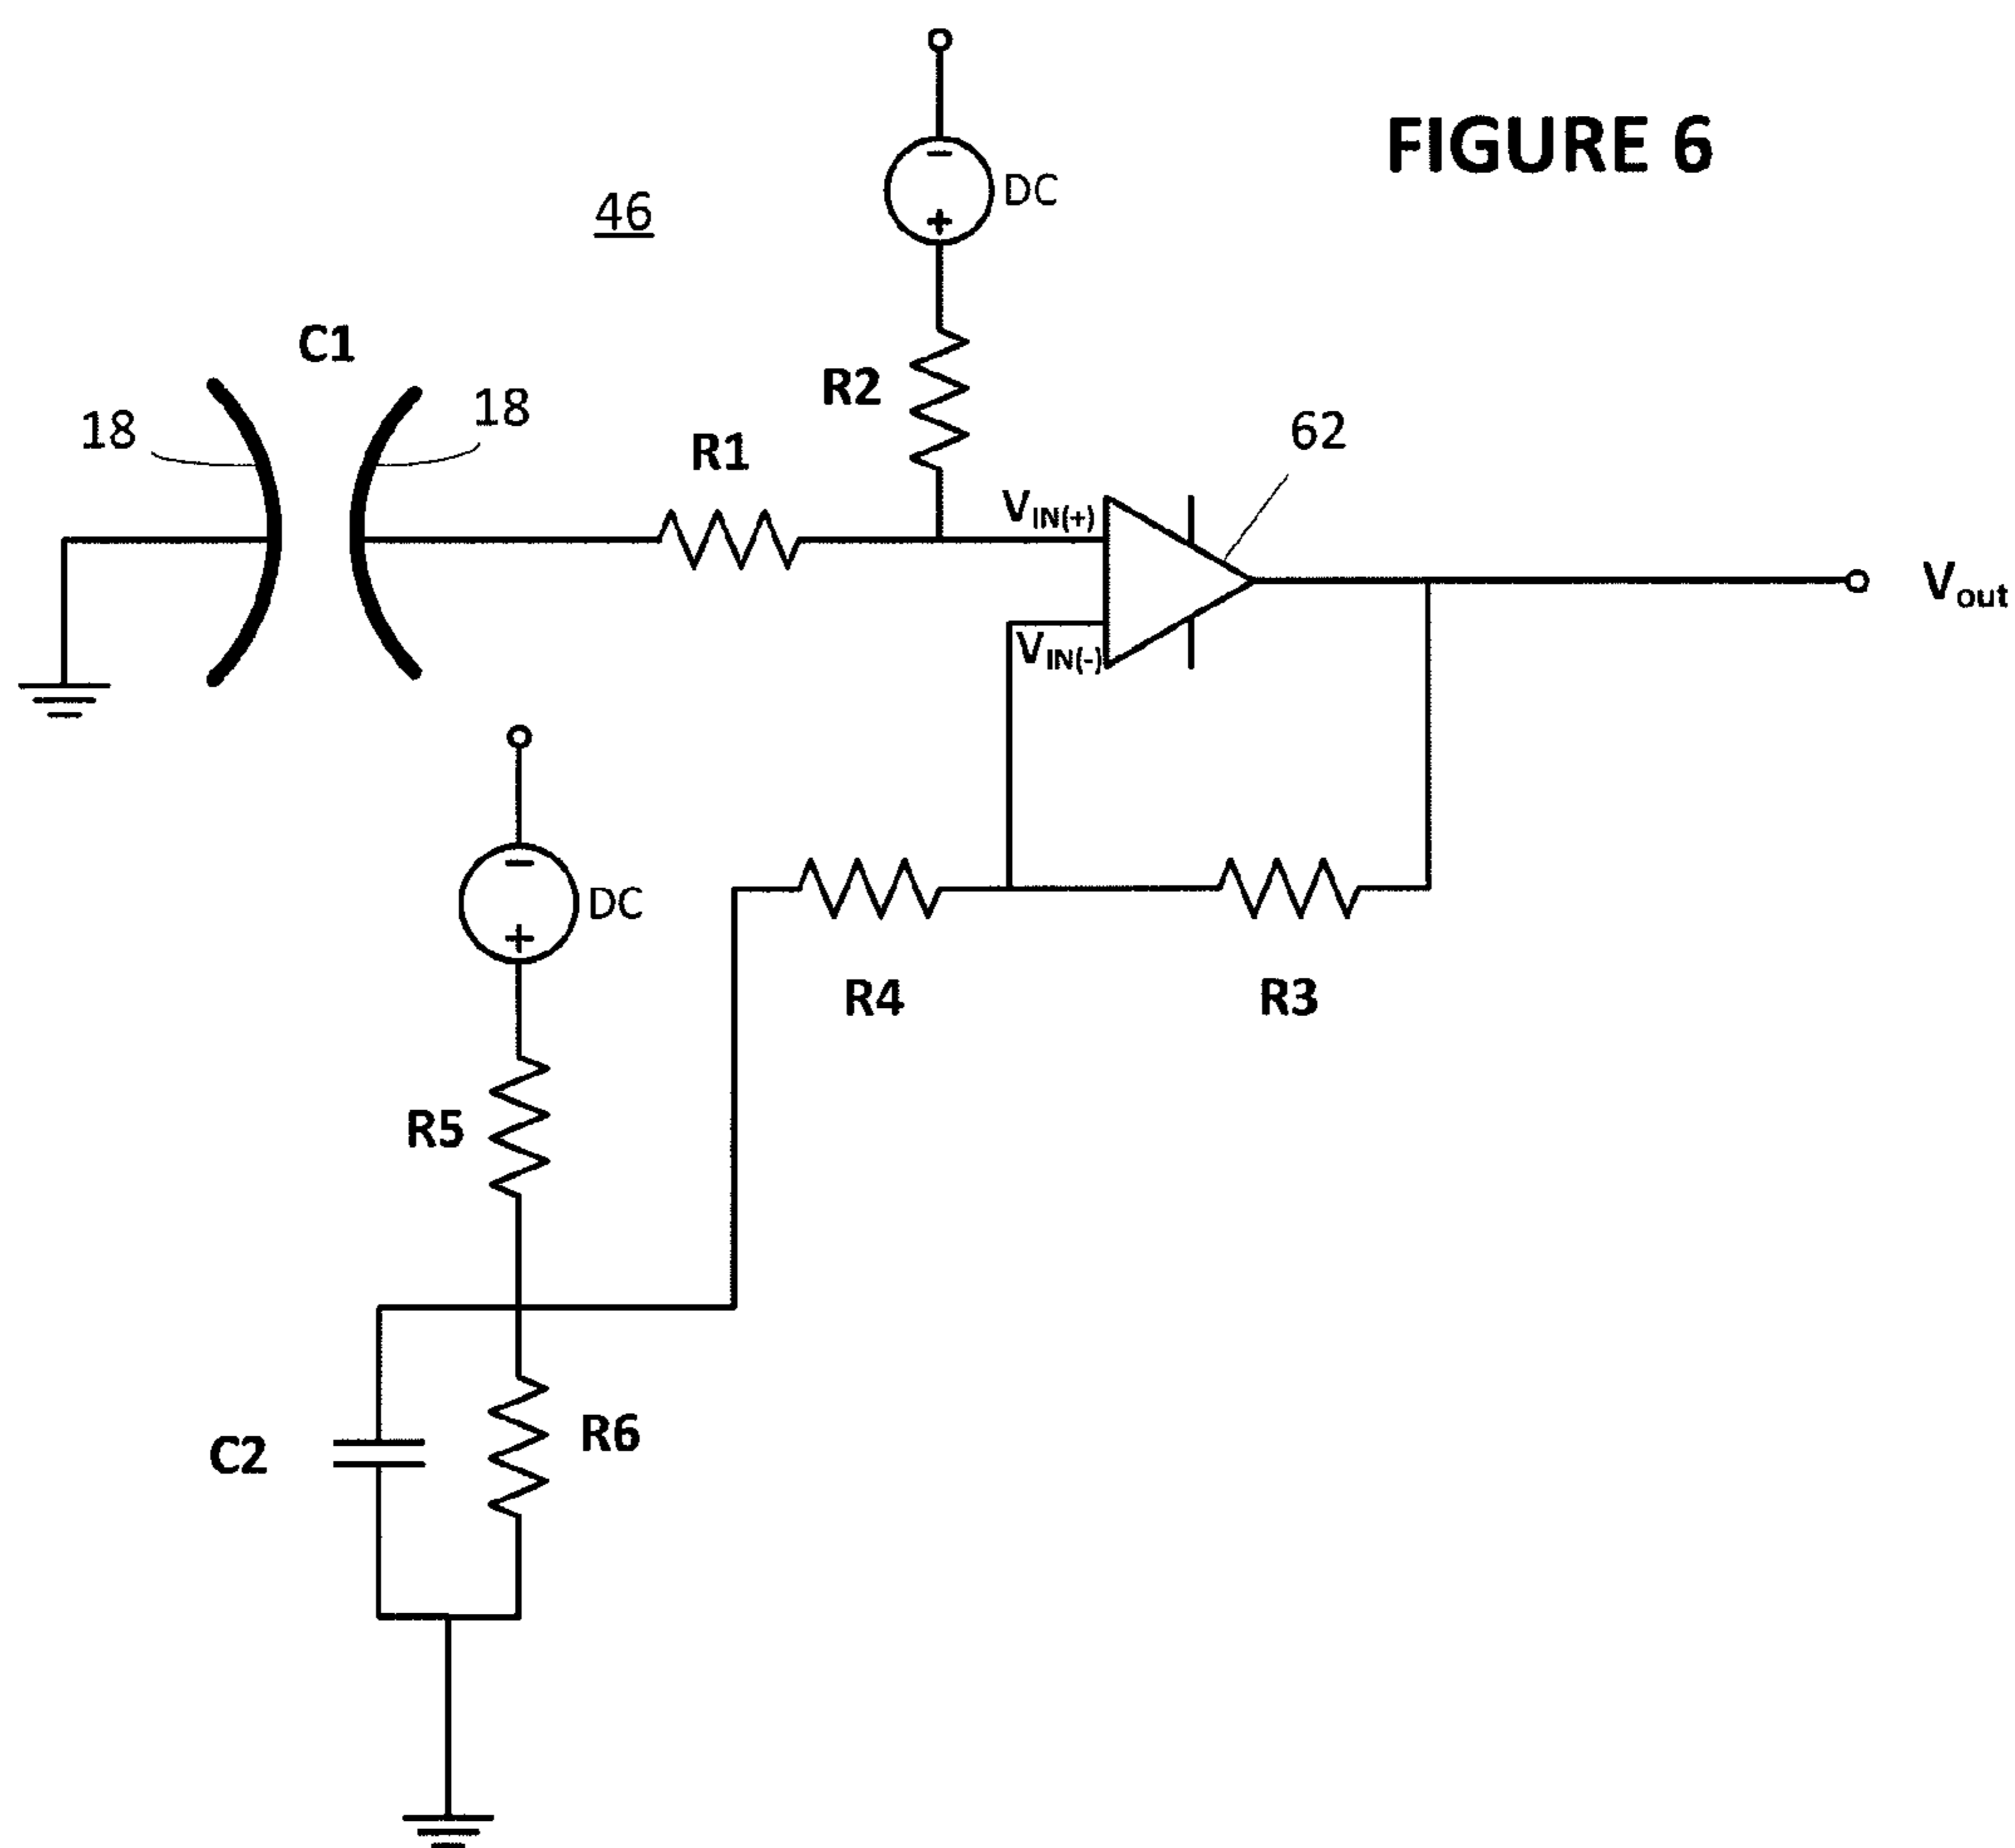 FIGURE 6
46
−
DC
+
C1
18
18
R2
R1
62
VIN(+)
VIN(-)
Vout
−
DC
+
R4
R3
R5
C2
R6